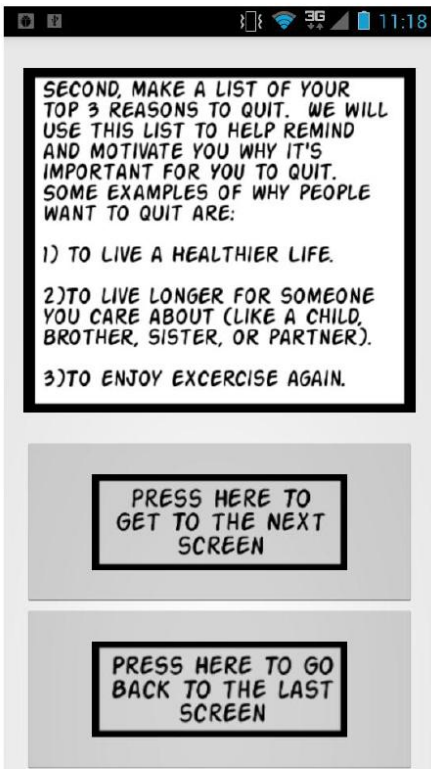 3G
11:18
SECOND, MAKE A LIST OF YOUR
TOP 3 REASONS TO QUIT. WE WILL
USE THIS LIST TO HELP REMIND
AND MOTIVATE YOU WHY IT'S
IMPORTANT FOR YOU TO QUIT.
SOME EXAMPLES OF WHY PEOPLE
WANT TO QUIT ARE:
1) TO LIVE A HEALTHIER LIFE.
2)TO LIVE LONGER FOR SOMEONE
YOU CARE ABOUT (LIKE A CHILD,
BROTHER, SISTER, OR PARTNER).
3)TO ENJOY EXCERCISE AGAIN.
PRESS HERE TO
GET TO THE NEXT
SCREEN
PRESS HERE TO GO
BACK TO THE LAST
SCREEN